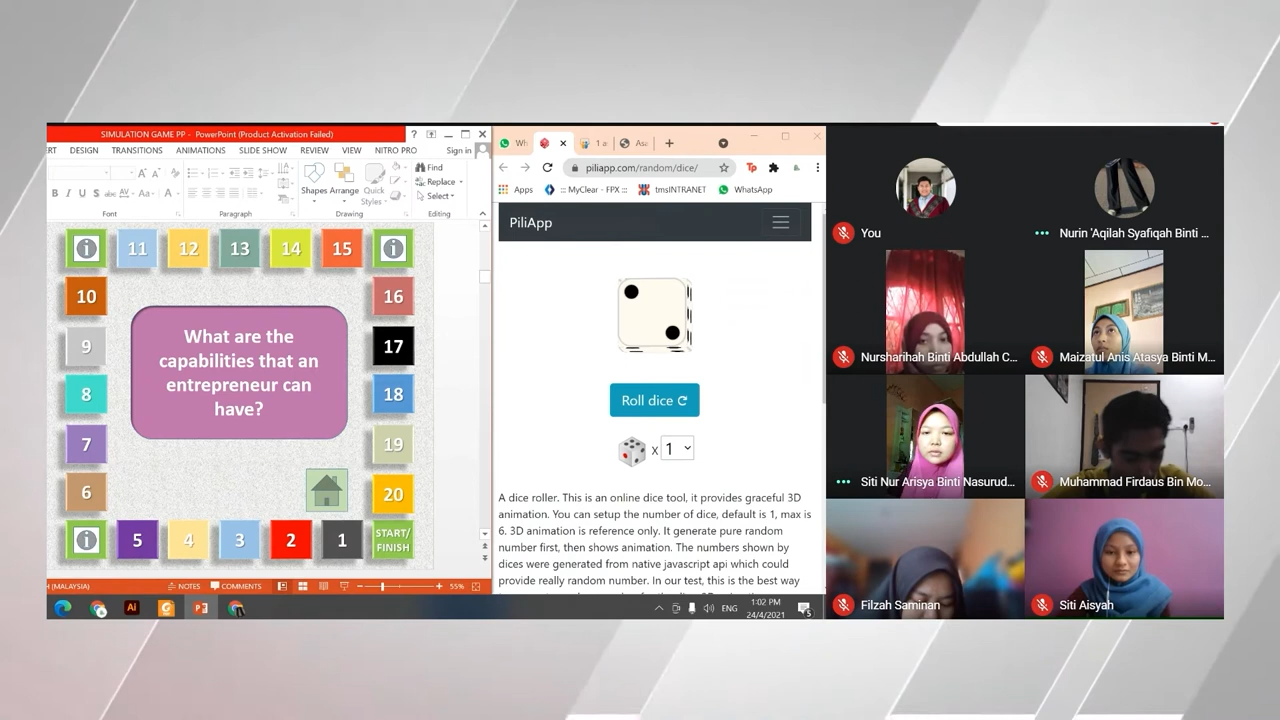 SIMULATION GAME PP - PowerPoint (Product Activation Failed)
ERT DESIGN TRANSITIONS ANIMATIONS SLIDE SHOW REVIEW VIEW NITRO PRO Sign in
Shapes Arrange Quick Styles
Find
Replace
Select
Font Paragraph Drawing Editing
11 12 13 14 15
10 16
9 17
8 18
7 19
6 20
5 4 3 2 1 START/
FINISH
What are the
capabilities that an
entrepreneur can
have?
(MALAYSIA) NOTES COMMENTS 55%
Wh 1 a Asa
piliapp.com/random/dice/
Apps ::: MyClear - FPX ::: tmsINTRANET WhatsApp
PiliApp
Roll dice
x 1
A dice roller. This is an online dice tool, it provides graceful 3D
animation. You can setup the number of dice, default is 1, max is
6. 3D animation is reference only. It generate pure random
number first, then shows animation. The numbers shown by
dices were generated from native javascript api which could
provide really random number. In our test, this is the best way
ENG 1:02 PM
24/4/2021
You
Nurin 'Aqilah Syafiqah Binti ...
Nursharihah Binti Abdullah C...
Maizatul Anis Atasya Binti M...
Siti Nur Arisya Binti Nasurud...
Muhammad Firdaus Bin Mo...
Filzah Saminan
Siti Aisyah